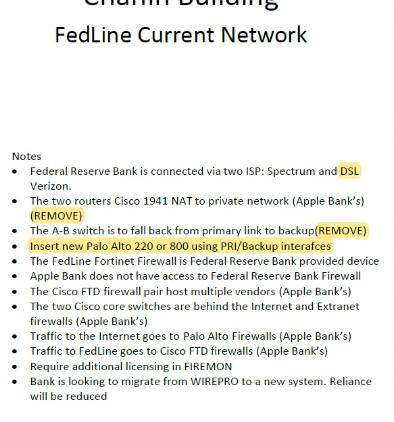 Chanin Building
FedLine Current Network
Notes
• Federal Reserve Bank is connected via two ISP: Spectrum and DSL
Verizon.
• The two routers Cisco 1941 NAT to private network (Apple Bank’s)
(REMOVE)
• The A-B switch is to fall back from primary link to backup(REMOVE)
• Insert new Palo Alto 220 or 800 using PRI/Backup interafces
• The FedLine Fortinet Firewall is Federal Reserve Bank provided device
• Apple Bank does not have access to Federal Reserve Bank Firewall
• The Cisco FTD firewall pair host multiple vendors (Apple Bank’s)
• The two Cisco core switches are behind the Internet and Extranet
firewalls (Apple Bank’s)
• Traffic to the Internet goes to Palo Alto Firewalls (Apple Bank’s)
• Traffic to FedLine goes to Cisco FTD firewalls (Apple Bank’s)
• Require additional licensing in FIREMON
• Bank is looking to migrate from WIREPRO to a new system. Reliance
will be reduced